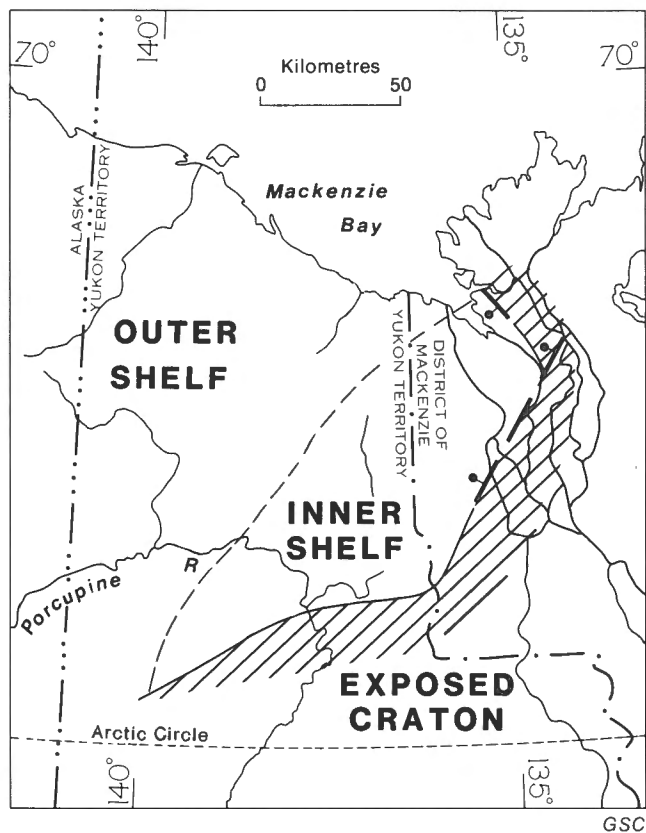 140°
135°
70°
70°
Kilometres
0 50
Mackenzie
Bay
ALASKA
YUKON TERRITORY
OUTER
SHELF
DISTRICT OF
MACKENZIE
YUKON TERRITORY
INNER
SHELF
Porcupine R
EXPOSED
CRATON
Arctic Circle
140°
135°
GSC